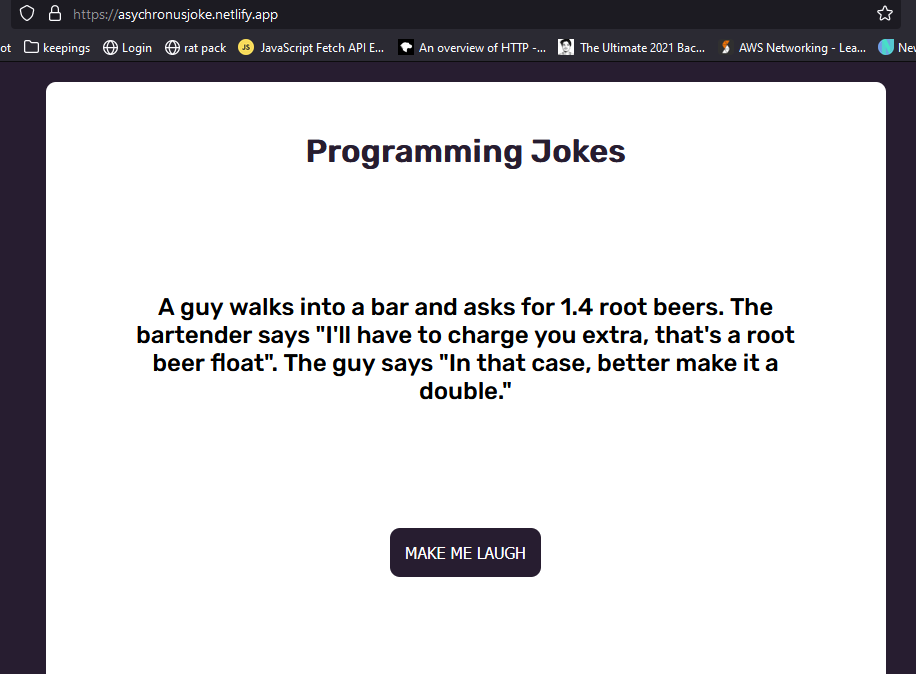 https://asychronusjoke.netlify.app
ot keepings Login rat pack JS JavaScript Fetch API E... An overview of HTTP -... The Ultimate 2021 Bac... AWS Networking - Lea... Nev
Programming Jokes
A guy walks into a bar and asks for 1.4 root beers. The
bartender says "I'll have to charge you extra, that's a root
beer float". The guy says "In that case, better make it a
double."
MAKE ME LAUGH